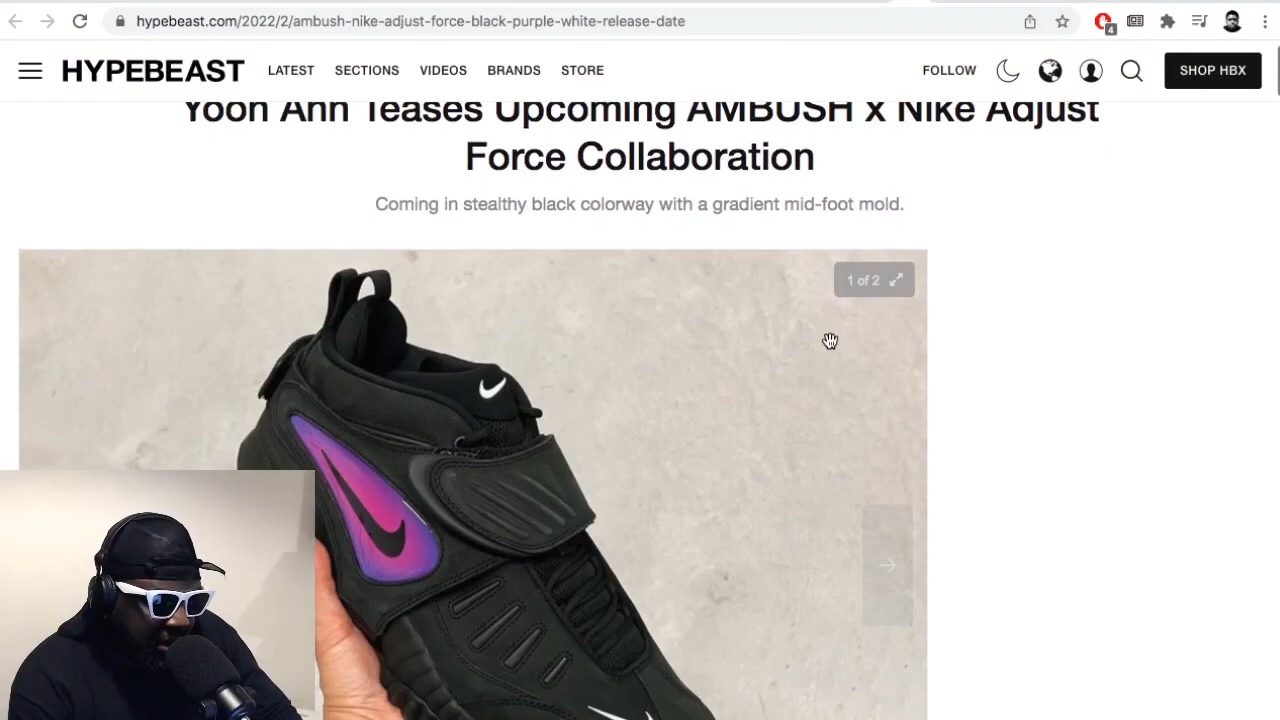 hypebeast.com/2022/2/ambush-nike-adjust-force-black-purple-white-release-date
4
HYPEBEAST LATEST SECTIONS VIDEOS BRANDS STORE FOLLOW SHOP HBX
Yoon Ahn Teases Upcoming AMBUSH x Nike Adjust
Force Collaboration
Coming in stealthy black colorway with a gradient mid-foot mold.
1 of 2